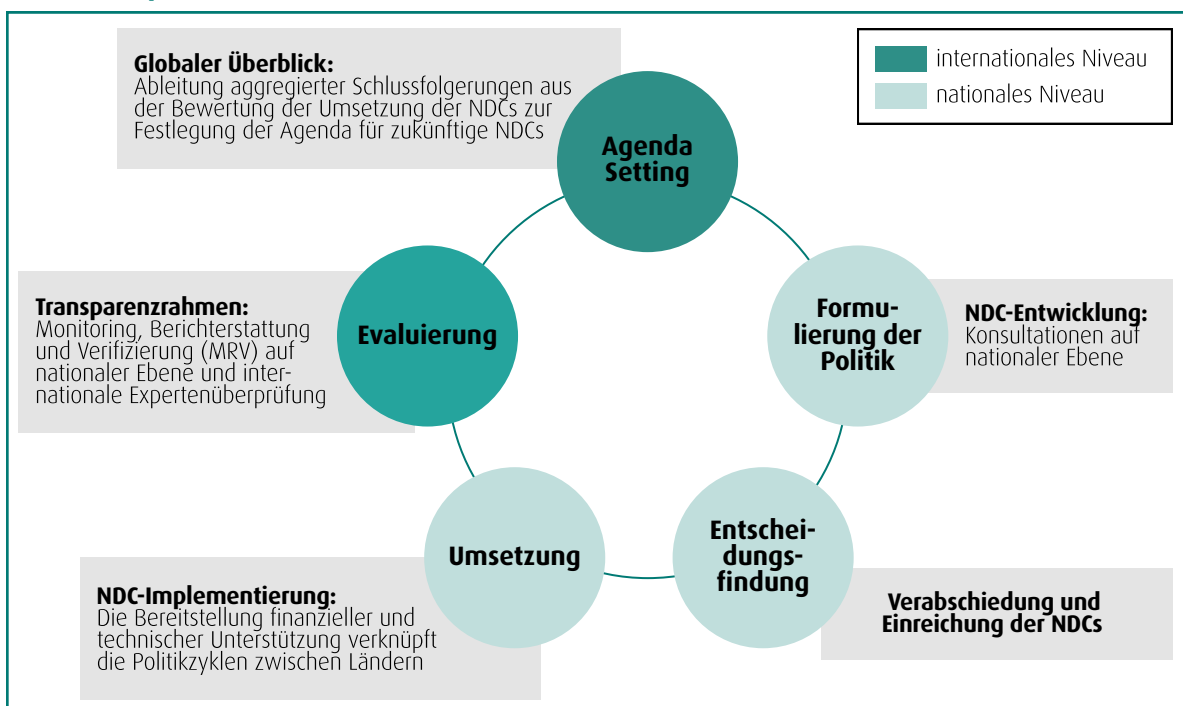 Globaler Überblick:
Ableitung aggregierter Schlussfolgerungen aus
der Bewertung der Umsetzung der NDCs zur
Festlegung der Agenda für zukünftige NDCs
internationales Niveau
nationales Niveau
Agenda
Setting
Transparenzrahmen:
Monitoring, Berichterstattung
und Verifizierung (MRV) auf
nationaler Ebene und inter-
nationale Expertenüberprüfung
Evaluierung
Formu-
lierung der
Politik
NDC-Entwicklung:
Konsultationen auf
nationaler Ebene
NDC-Implementierung:
Die Bereitstellung finanzieller und
technischer Unterstützung verknüpft
die Politikzyklen zwischen Ländern
Umsetzung
Entschei-
dungs-
findung
Verabschiedung und
Einreichung der NDCs